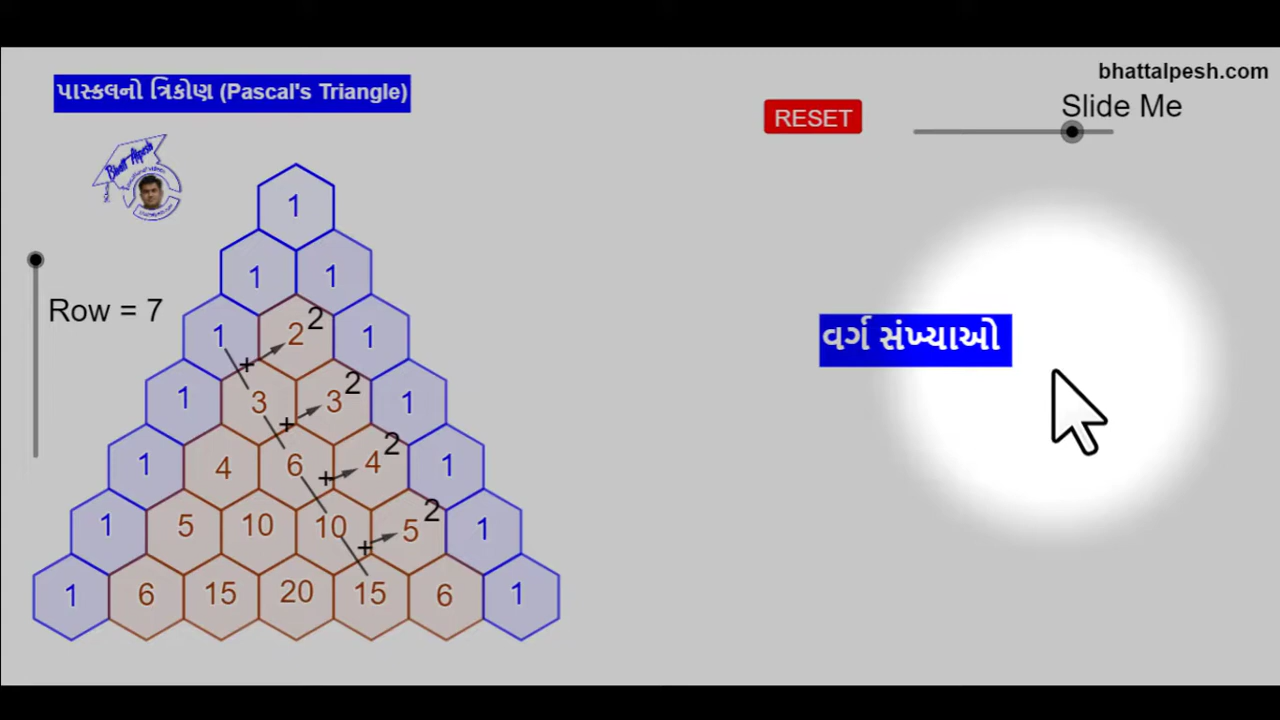 bhattalpesh.com
પાસ્કલનો ત્રિકોણ (Pascal's Triangle)
Slide Me
RESET
Bhatt Alpesh
1
1 1
Row = 7
1 2 2 1
+
1 3 3 2 1
+
વર્ગ સંખ્યાઓ
1 4 6 4 2 1
+
1 5 10 10 5 2 1
+
1 6 15 20 15 6 1